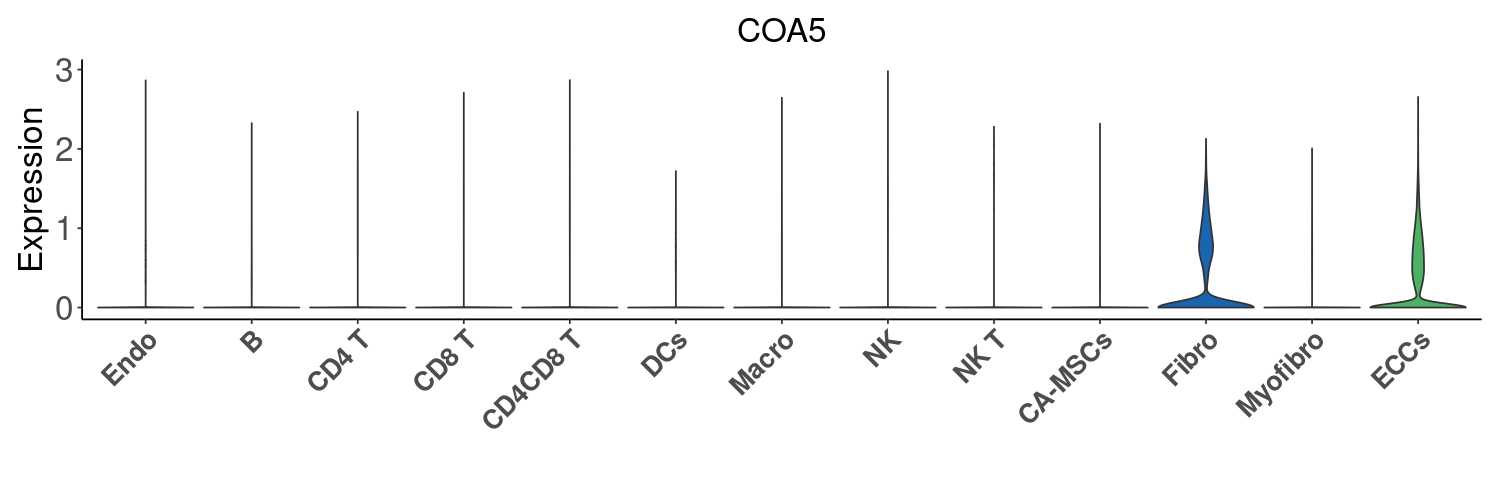 COA5
Expression
3
2
1
0
Endo
B
CD4 T
CD8 T
CD4CD8 T
DCs
Macro
NK
NK T
CA-MSCs
Fibro
Myofibro
ECCs